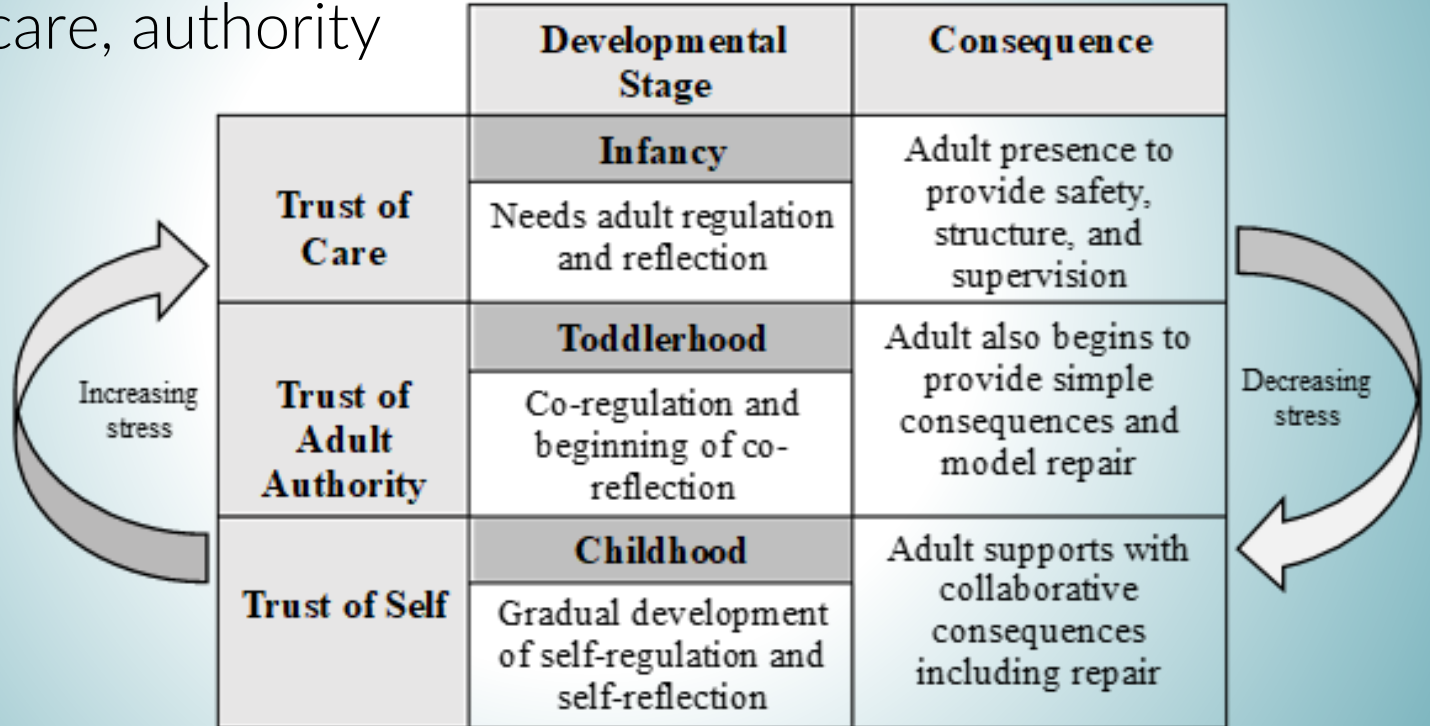 care, authority
Developmental
Stage
Consequence
Trust of
Care
Infancy
Needs adult regulation
and reflection
Adult presence to
provide safety,
structure, and
supervision
Increasing
stress
Trust of
Adult
Authority
Toddlerhood
Co-regulation and
beginning of co-
reflection
Adult also begins to
provide simple
consequences and
model repair
Decreasing
stress
Trust of Self
Childhood
Gradual development
of self-regulation and
self-reflection
Adult supports with
collaborative
consequences
including repair